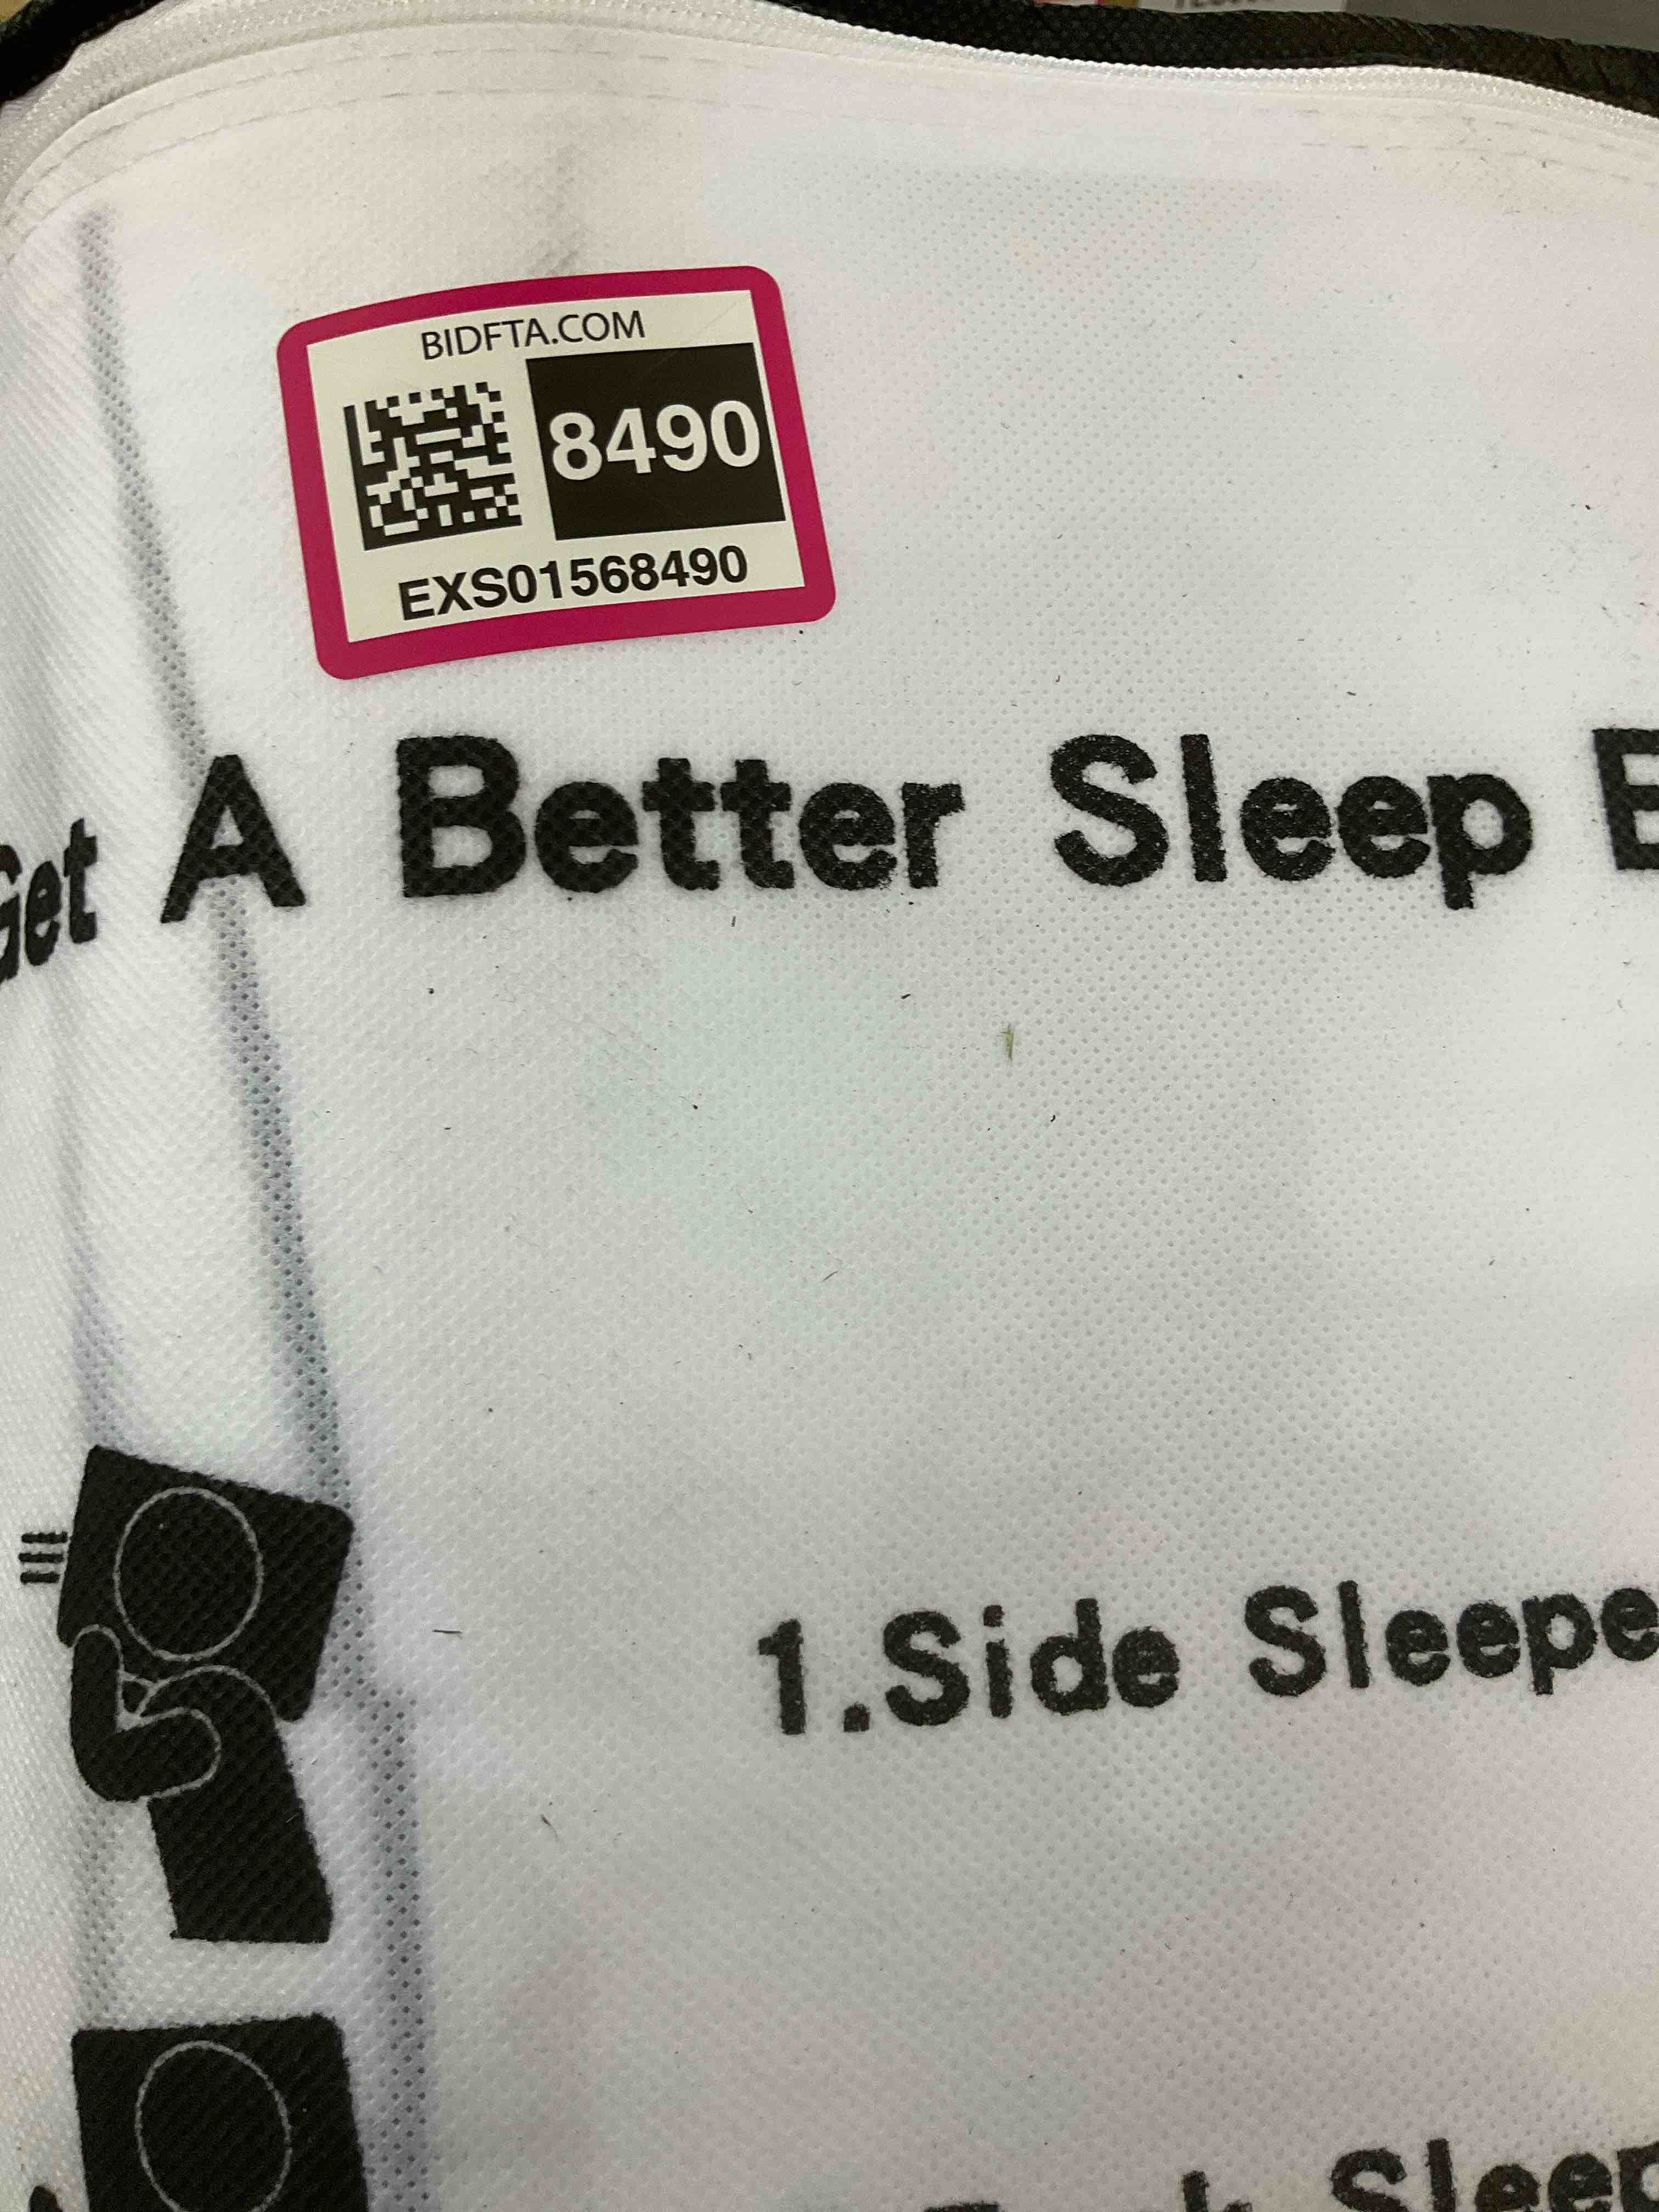 BIDFTA.COM
8490
EXS01568490
Get A Better Sleep
1.Side